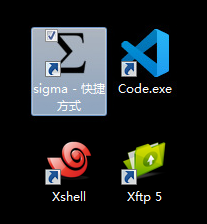 sigma - 快捷
方式
Code.exe
Xshell
Xftp 5